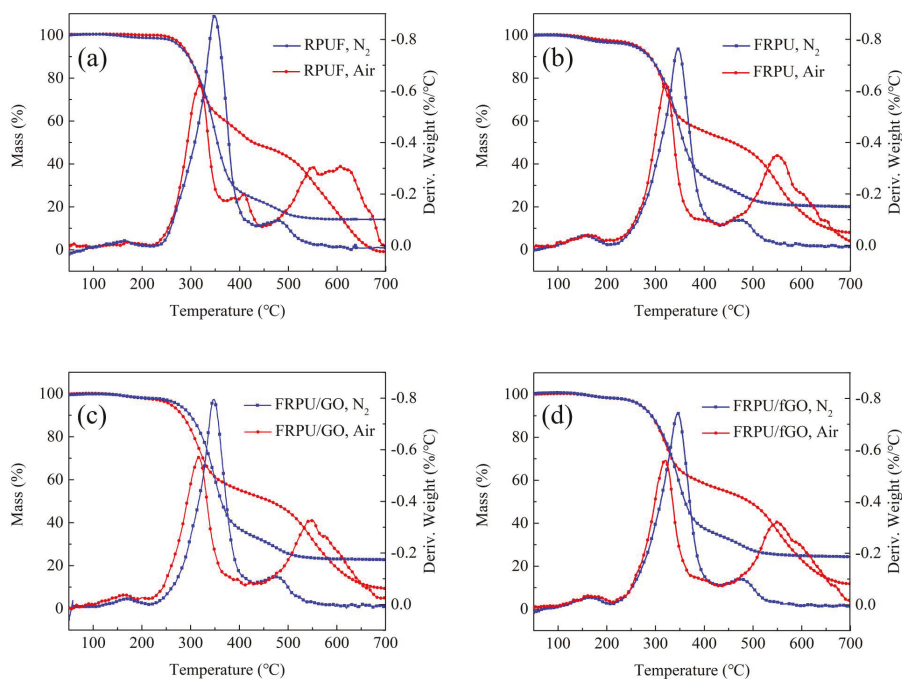 (a)
RPUF, N2
RPUF, Air
Mass (%)
100
80
60
40
20
0
-0.8
-0.6
-0.4
-0.2
0.0
Deriv. Weight (%/°C)
100 200 300 400 500 600 700
Temperature (°C)
(b)
FRPU, N2
FRPU, Air
Mass (%)
100
80
60
40
20
0
-0.8
-0.6
-0.4
-0.2
0.0
Deriv. Weight (%/°C)
100 200 300 400 500 600 700
Temperature (°C)
(c)
FRPU/GO, N2
FRPU/GO, Air
Mass (%)
100
80
60
40
20
0
-0.8
-0.6
-0.4
-0.2
0.0
Deriv. Weight (%/°C)
100 200 300 400 500 600 700
Temperature (°C)
(d)
FRPU/fGO, N2
FRPU/fGO, Air
Mass (%)
100
80
60
40
20
0
-0.8
-0.6
-0.4
-0.2
0.0
Deriv. Weight (%/°C)
100 200 300 400 500 600 700
Temperature (°C)